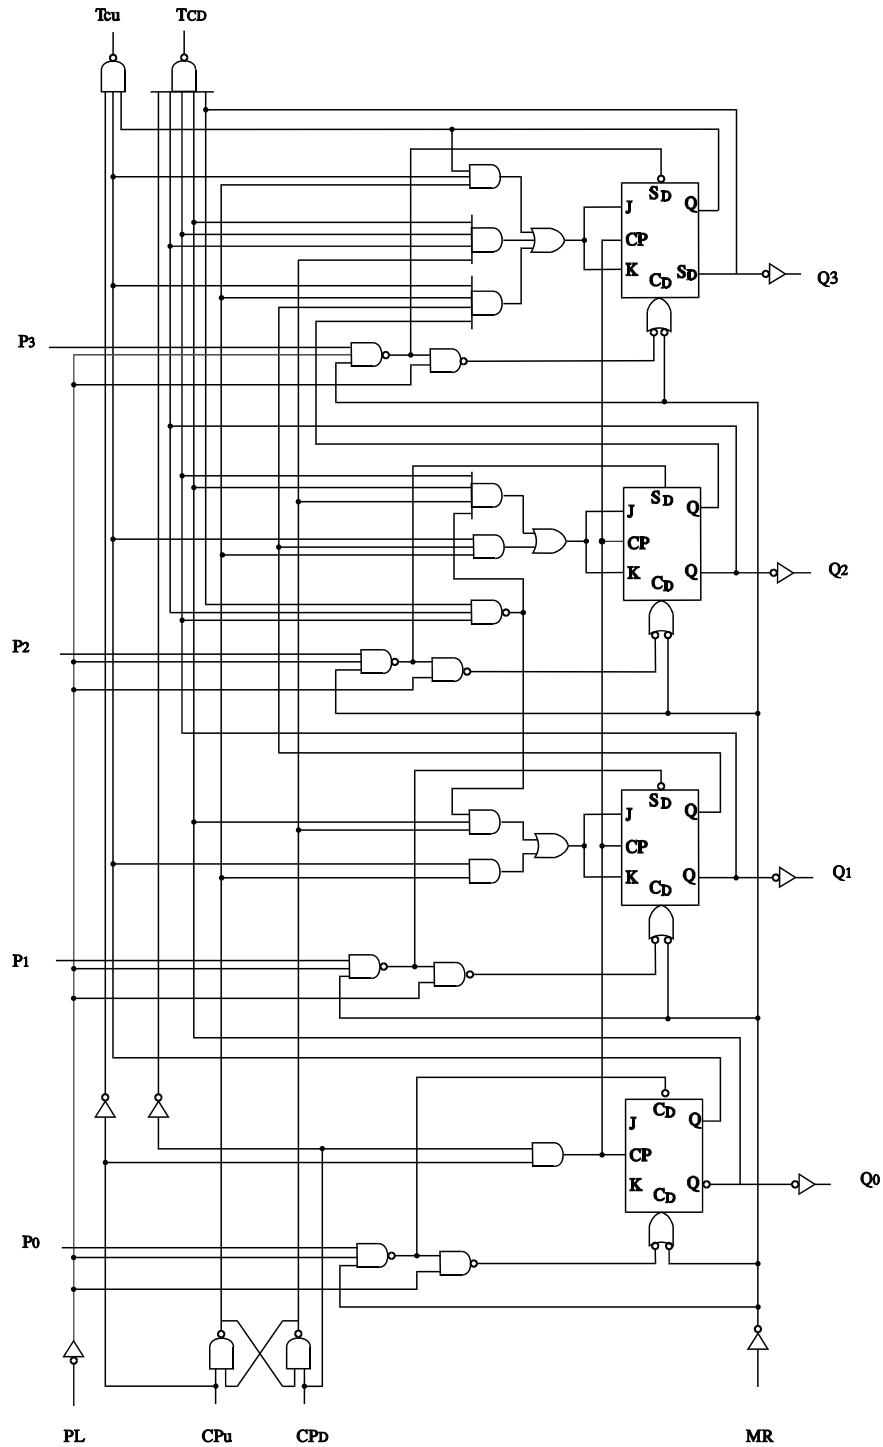 Tcu TCD
SD
J Q
CP
K SD Q3
CD
P3
SD
J Q
CP
K Q Q2
CD
P2
SD
J Q
CP
K Q Q1
CD
P1
CD
J Q
CP
K Q Q0
CD
P0
PL CPu CPD MR